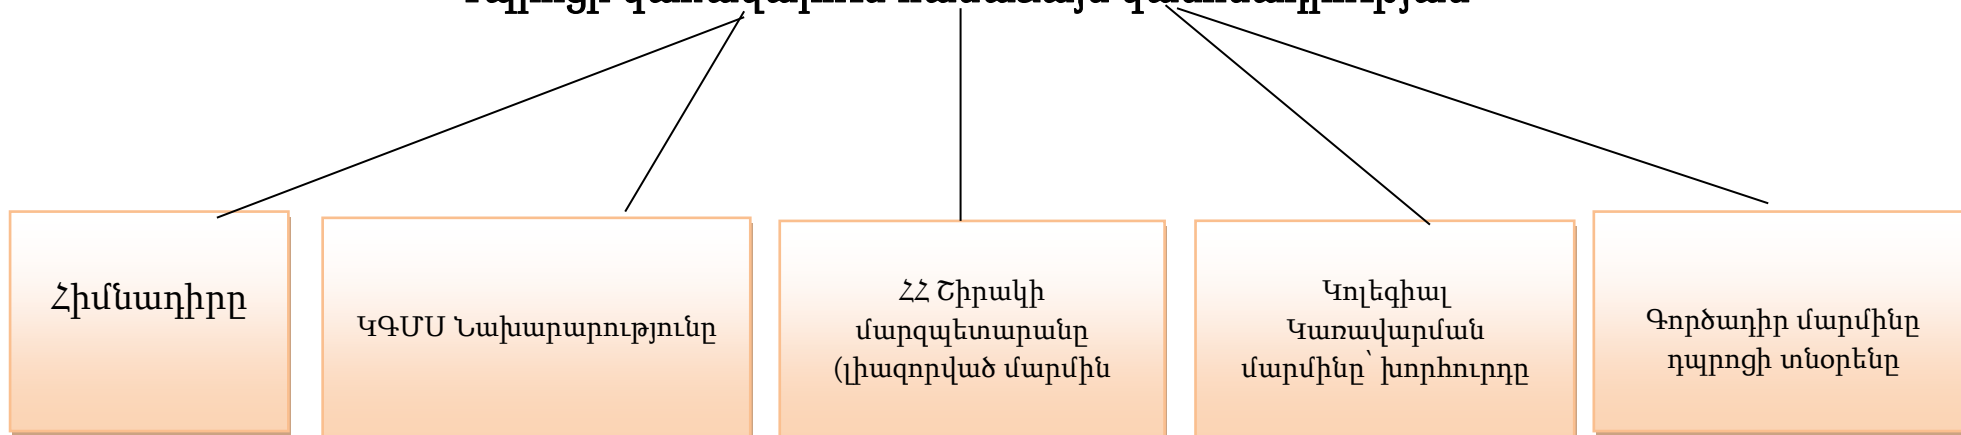 Հիմնադիրը
ԿԳՄՍ Նախարարությունը
ՀՀ Շիրակի
մարզպետարանը
(լիազորված մարմին
Կոլեգիալ
Կառավարման
մարմինը՝ խորհուրդը
Գործադիր մարմինը
դպրոցի տնօրենը